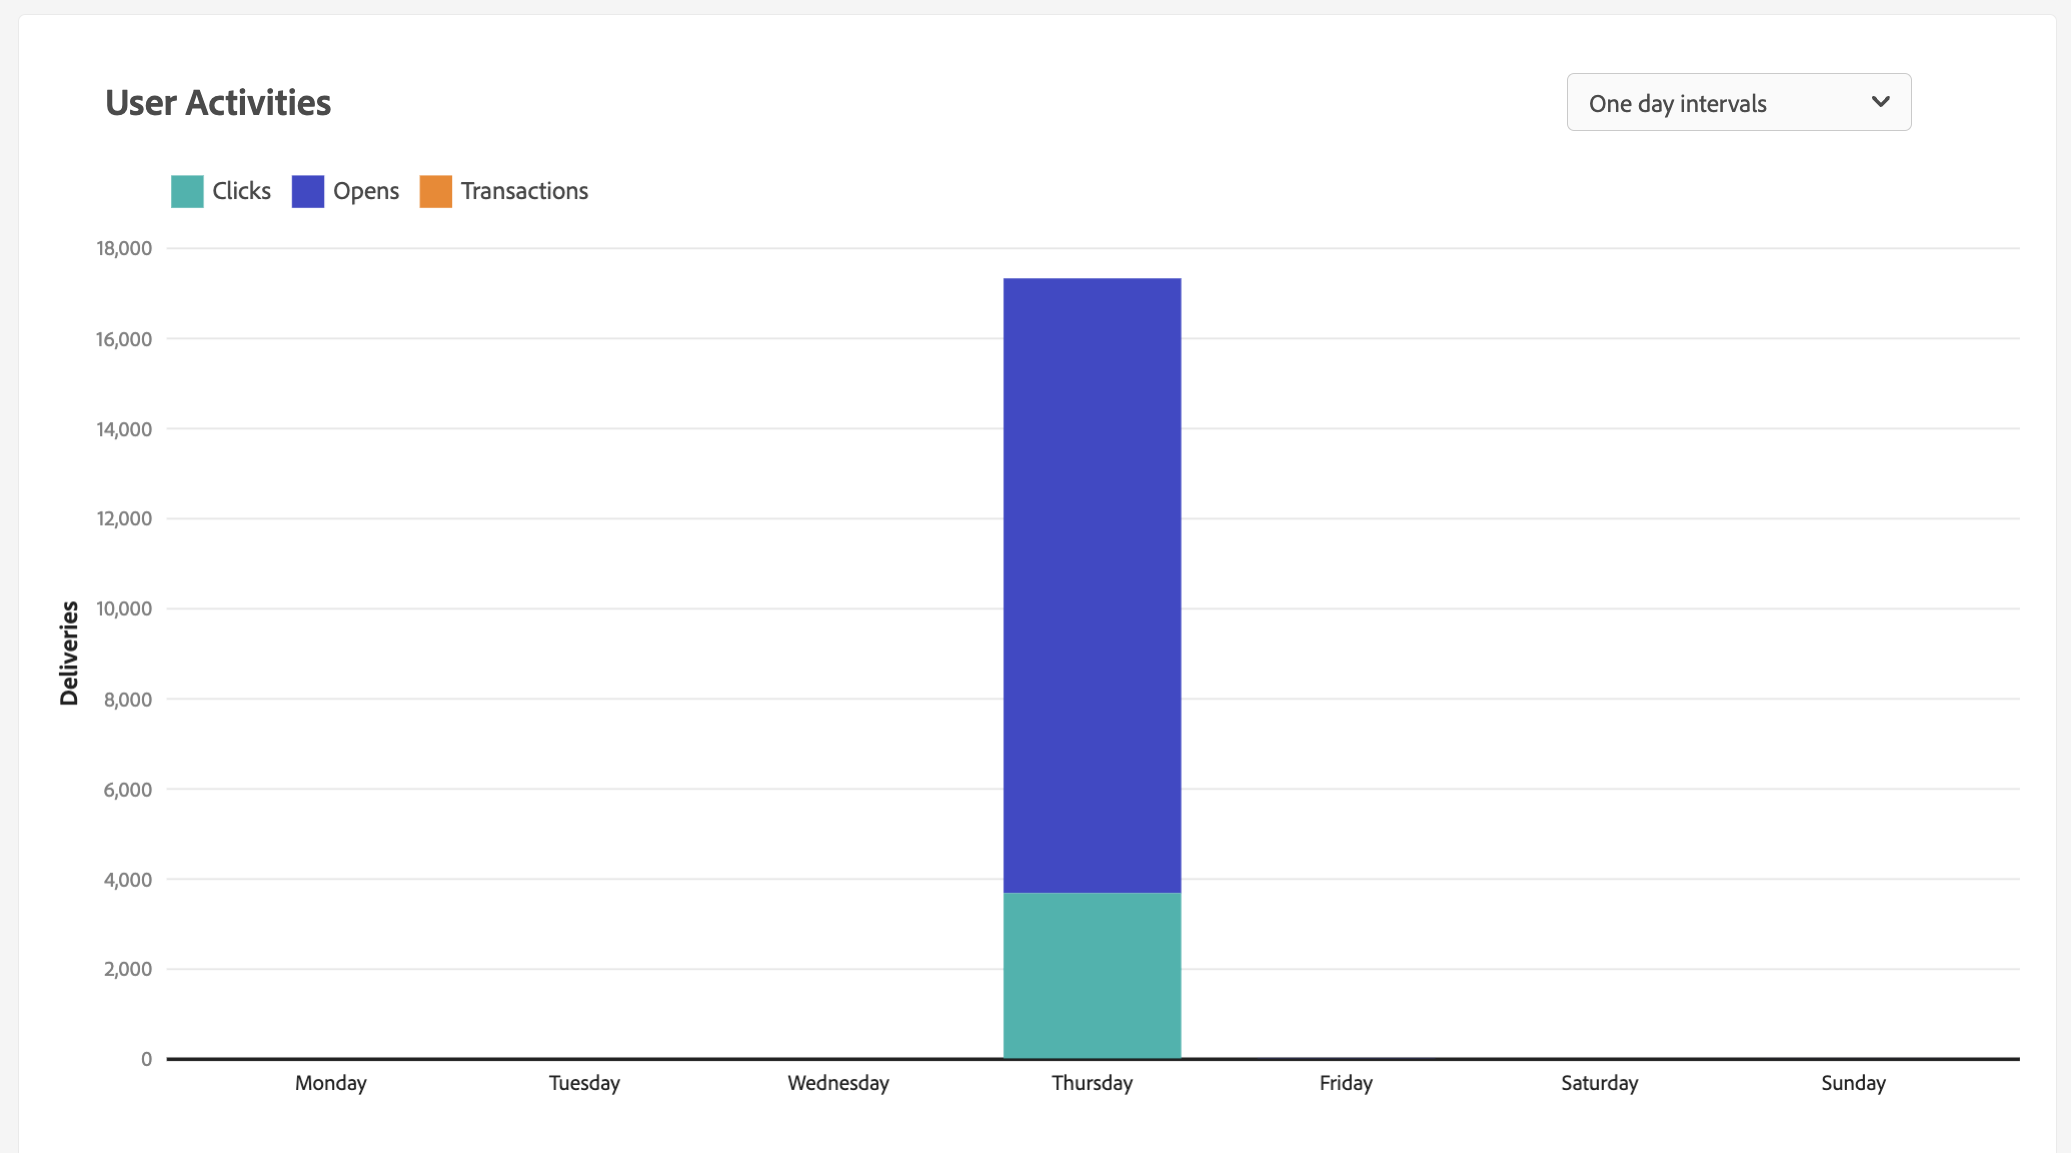 User Activities
One day intervals
Clicks Opens Transactions
18,000
16,000
14,000
12,000
10,000
8,000
6,000
4,000
2,000
0
Deliveries
Monday Tuesday Wednesday Thursday Friday Saturday Sunday